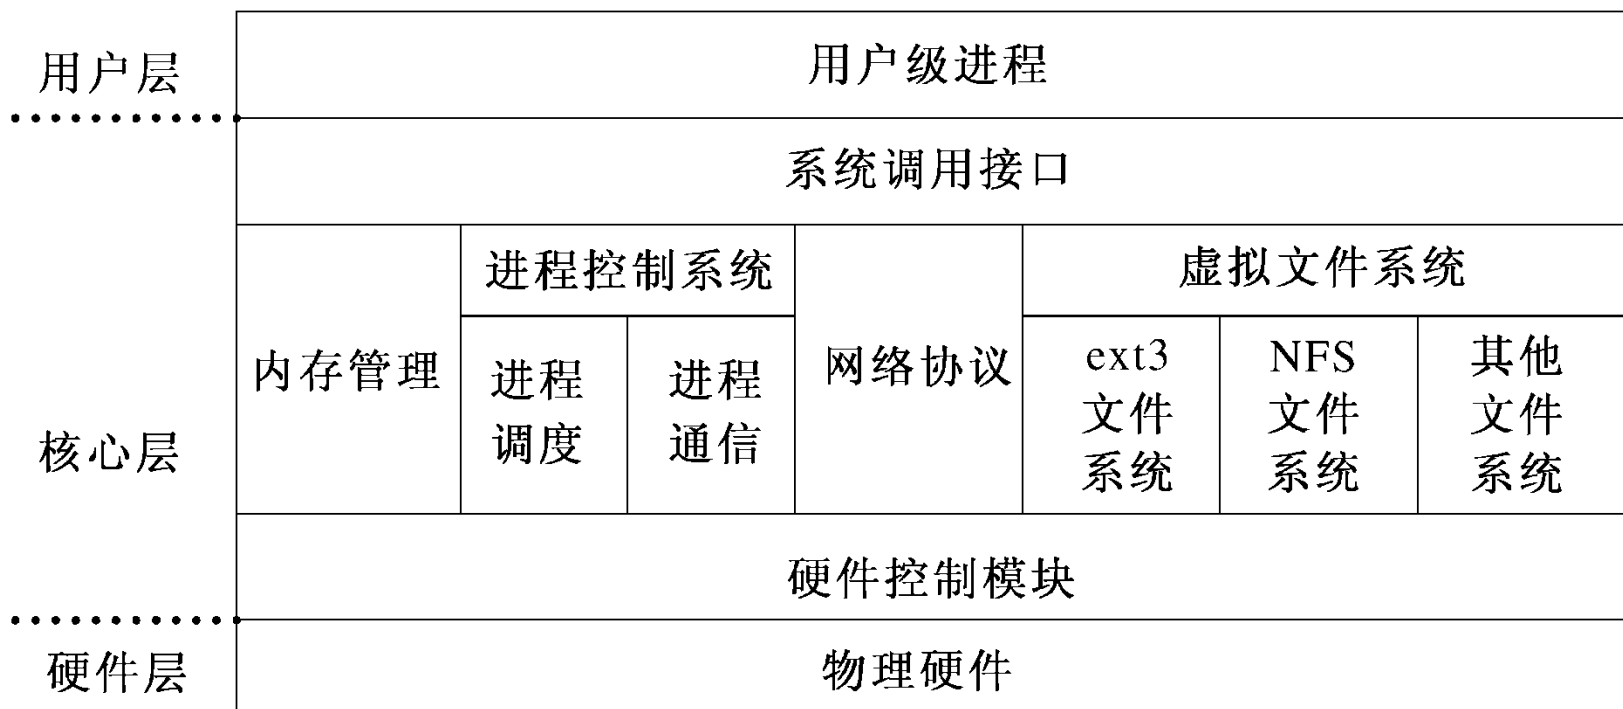 用户层
用户级进程
系统调用接口
核心层
内存管理
进程控制系统
进程
调度
进程
通信
网络协议
虚拟文件系统
ext3
文件
系统
NFS
文件
系统
其他
文件
系统
硬件控制模块
硬件层
物理硬件